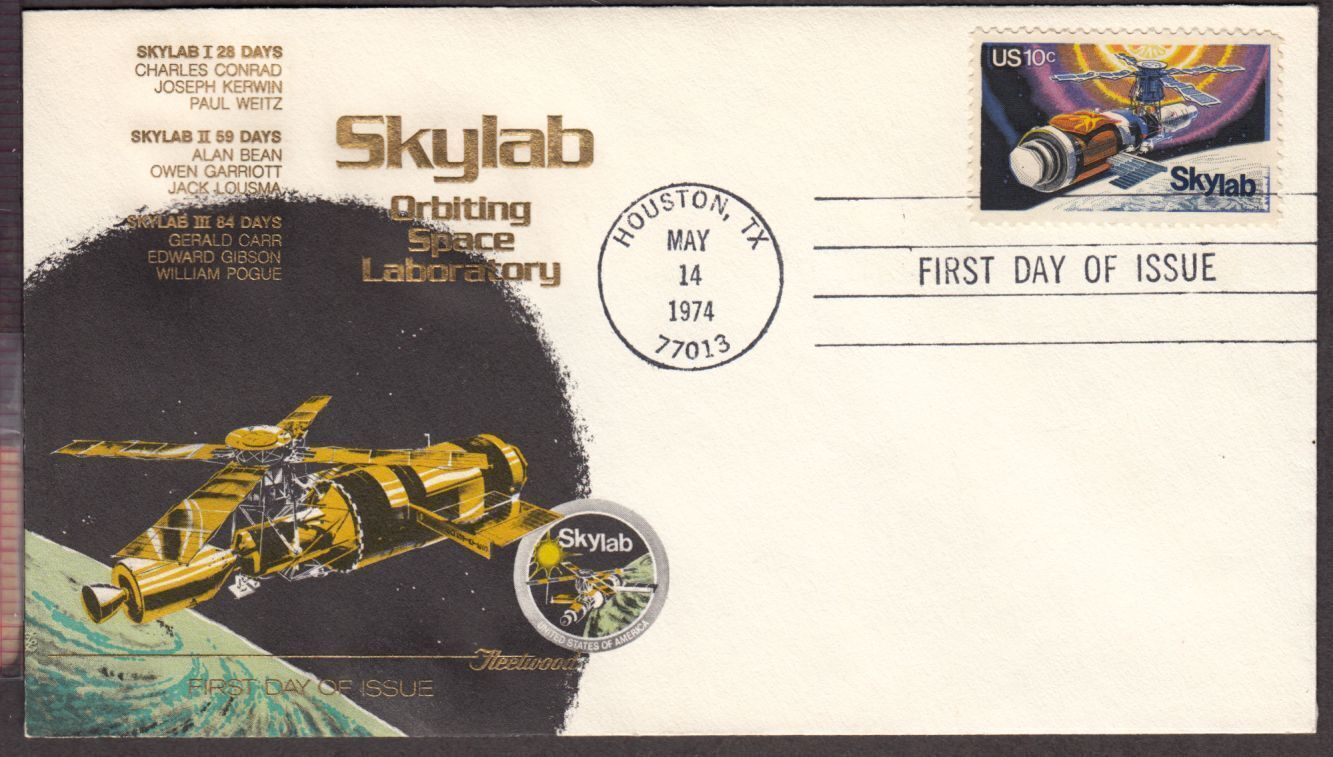 SKYLAB I 28 DAYS
CHARLES CONRAD
JOSEPH KERWIN
PAUL WEITZ
SKYLAB II 59 DAYS
ALAN BEAN
OWEN GARRIOTT
JACK LOUSMA
SKYLAB III 84 DAYS
GERALD CARR
EDWARD GIBSON
WILLIAM POGUE
Skylab
Orbiting
Space
Laboratory
HOUSTON, TX
MAY
14
1974
77013
US 10c
Skylab
FIRST DAY OF ISSUE
Skylab
UNITED STATES OF AMERICA
Fleetwood
FIRST DAY OF ISSUE